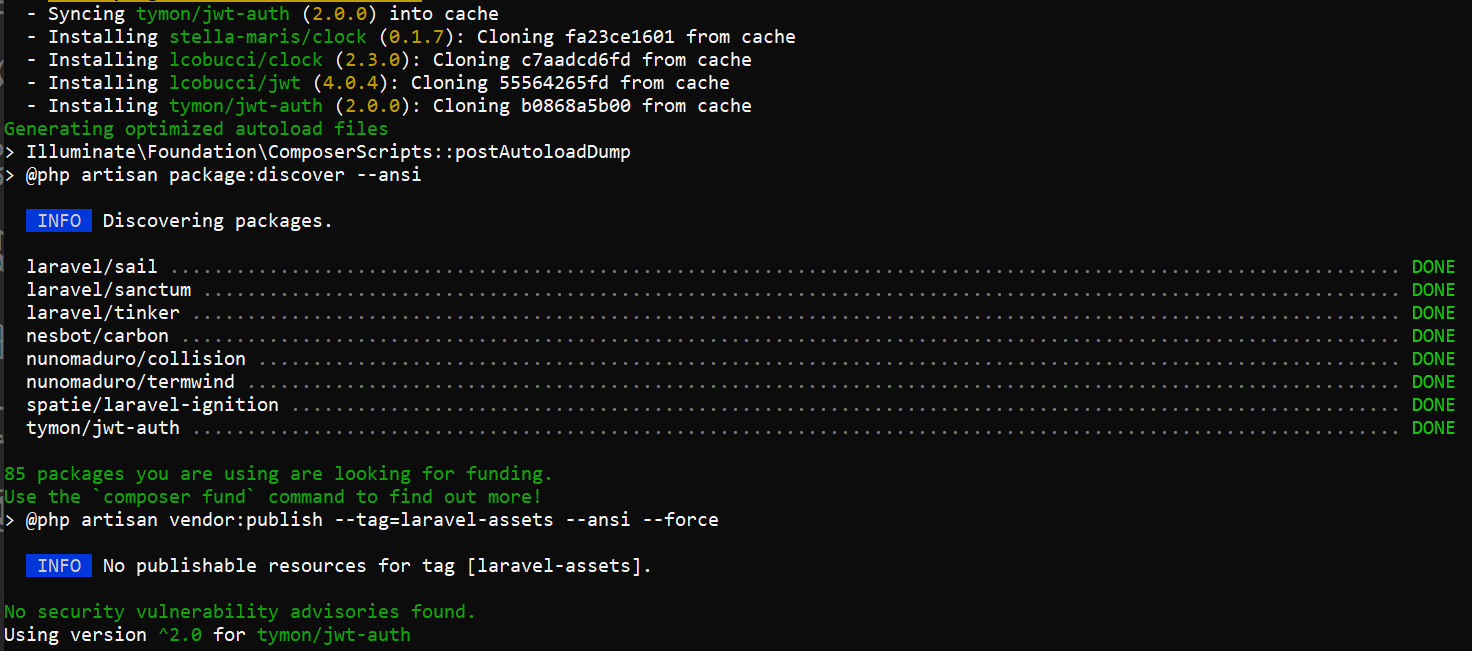 - Syncing tymon/jwt-auth (2.0.0) into cache
- Installing stella-maris/clock (0.1.7): Cloning fa23ce1601 from cache
- Installing lcobucci/clock (2.3.0): Cloning c7aadcd6fd from cache
- Installing lcobucci/jwt (4.0.4): Cloning 55564265fd from cache
- Installing tymon/jwt-auth (2.0.0): Cloning b0868a5b00 from cache
Generating optimized autoload files
> Illuminate\Foundation\ComposerScripts::postAutoloadDump
> @php artisan package:discover --ansi
INFO Discovering packages.
laravel/sail ........................................................................................................ DONE
laravel/sanctum ..................................................................................................... DONE
laravel/tinker ...................................................................................................... DONE
nesbot/carbon ....................................................................................................... DONE
nunomaduro/collision ................................................................................................ DONE
nunomaduro/termwind ................................................................................................. DONE
spatie/laravel-ignition ............................................................................................. DONE
tymon/jwt-auth ...................................................................................................... DONE
85 packages you are using are looking for funding.
Use the `composer fund` command to find out more!
> @php artisan vendor:publish --tag=laravel-assets --ansi --force
INFO No publishable resources for tag [laravel-assets].
No security vulnerability advisories found.
Using version ^2.0 for tymon/jwt-auth